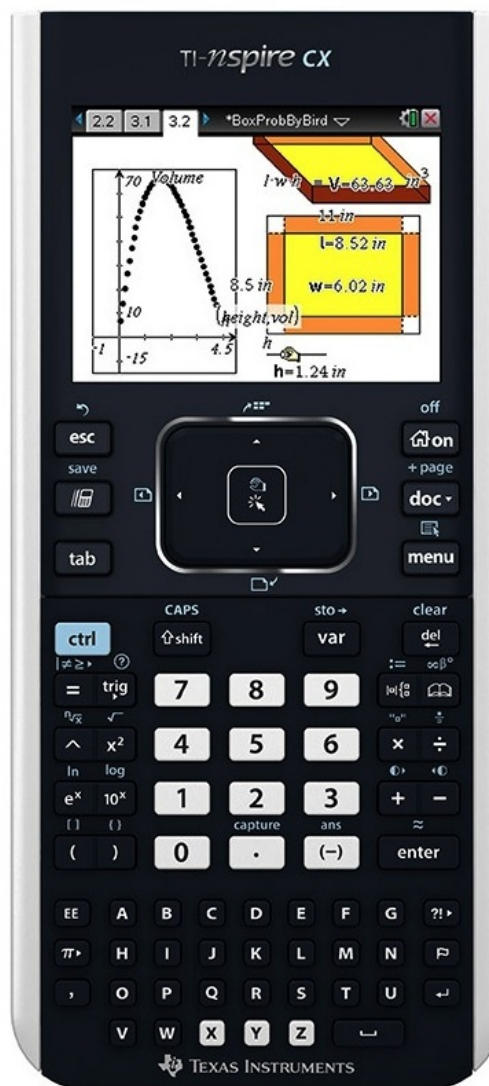 TI-nspire CX
2.2 3.1 3.2 *BoxProbByBird
70 Volume
l·w·h = V=63.63 in³
11 in
l=8.52 in
8.5 in
w=6.02 in
10
(height,vol)
-1 -15 4.5
h
h=1.24 in
off
esc on
save + page
doc
tab menu
CAPS sto→ clear
ctrl shift var del
|≠≥▸ ? := ∞β°
= trig 7 8 9 |□|{
ⁿ√x √ "□" ÷
^ x² 4 5 6 × ÷
ln log
eˣ 10ˣ 1 2 3 + −
[ ] { } capture ans ≈
( ) 0 . (−) enter
EE A B C D E F G ?!▸
π▸ H I J K L M N
, O P Q R S T U ↵
V W X Y Z
TEXAS INSTRUMENTS